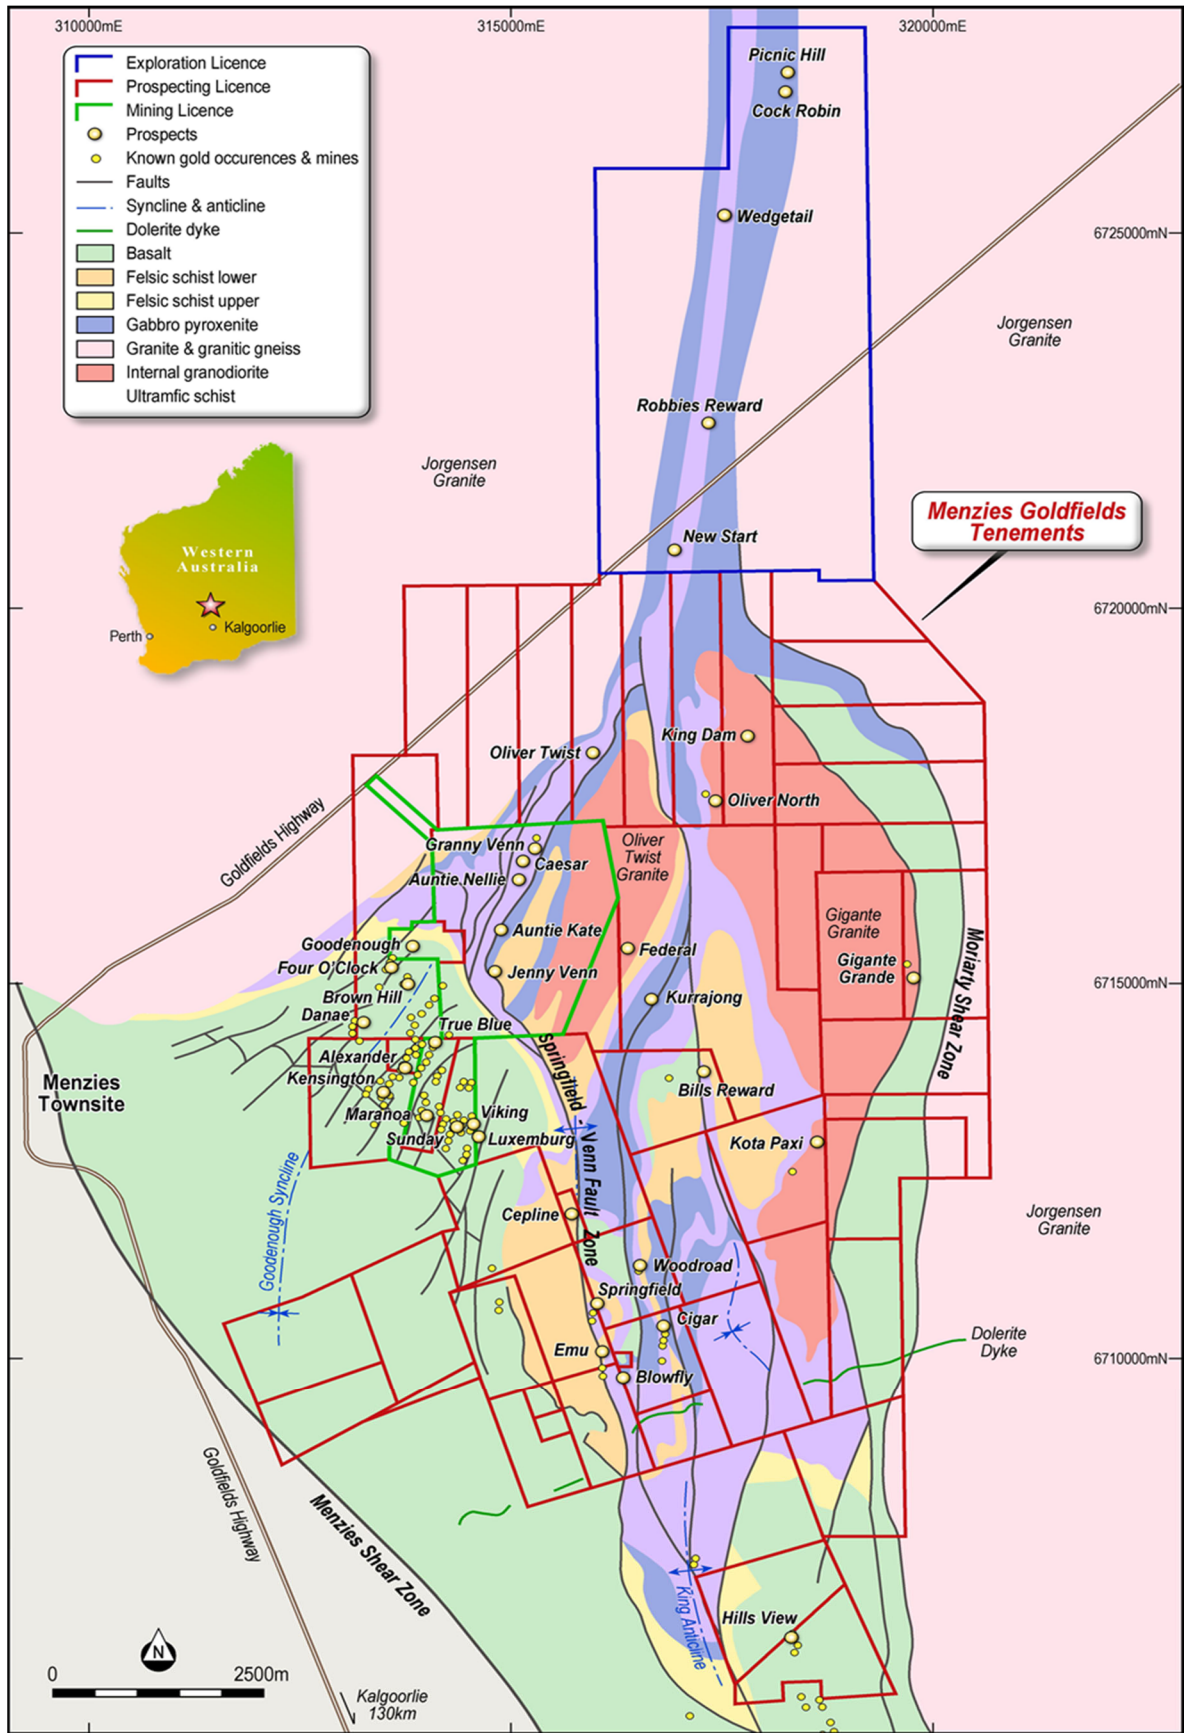 310000mE
315000mE
320000mE
Exploration Licence
Prospecting Licence
Mining Licence
Prospects
Known gold occurences & mines
Faults
Syncline & anticline
Dolerite dyke
Basalt
Felsic schist lower
Felsic schist upper
Gabbro pyroxenite
Granite & granitic gneiss
Internal granodiorite
Ultramfic schist
Picnic Hill
Cock Robin
Wedgetail
6725000mN
Jorgensen
Granite
Robbies Reward
Jorgensen
Granite
Menzies Goldfields
Tenements
New Start
Western
Australia
Perth
Kalgoorlie
6720000mN
King Dam
Oliver Twist
Oliver North
Goldfields Highway
Granny Venn
Caesar
Auntie Nellie
Oliver
Twist
Granite
Auntie Kate
Gigante
Granite
Goodenough
Federal
Four O'Clock
Jenny Venn
Gigante
Grande
Moriarty Shear Zone
6715000mN
Brown Hill
Kurrajong
Danae
True Blue
Alexander
Kensington
Springfield - Venn Fault Zone
Menzies
Townsite
Bills Reward
Maranoa
Viking
Sunday
Luxemburg
Kota Paxi
Goodenough Syncline
Cepline
Jorgensen
Granite
Woodroad
Springfield
Cigar
Emu
Blowfly
Dolerite
Dyke
6710000mN
Goldfields Highway
Menzies Shear Zone
King Anticline
Hills View
N
0
2500m
Kalgoorlie
130km